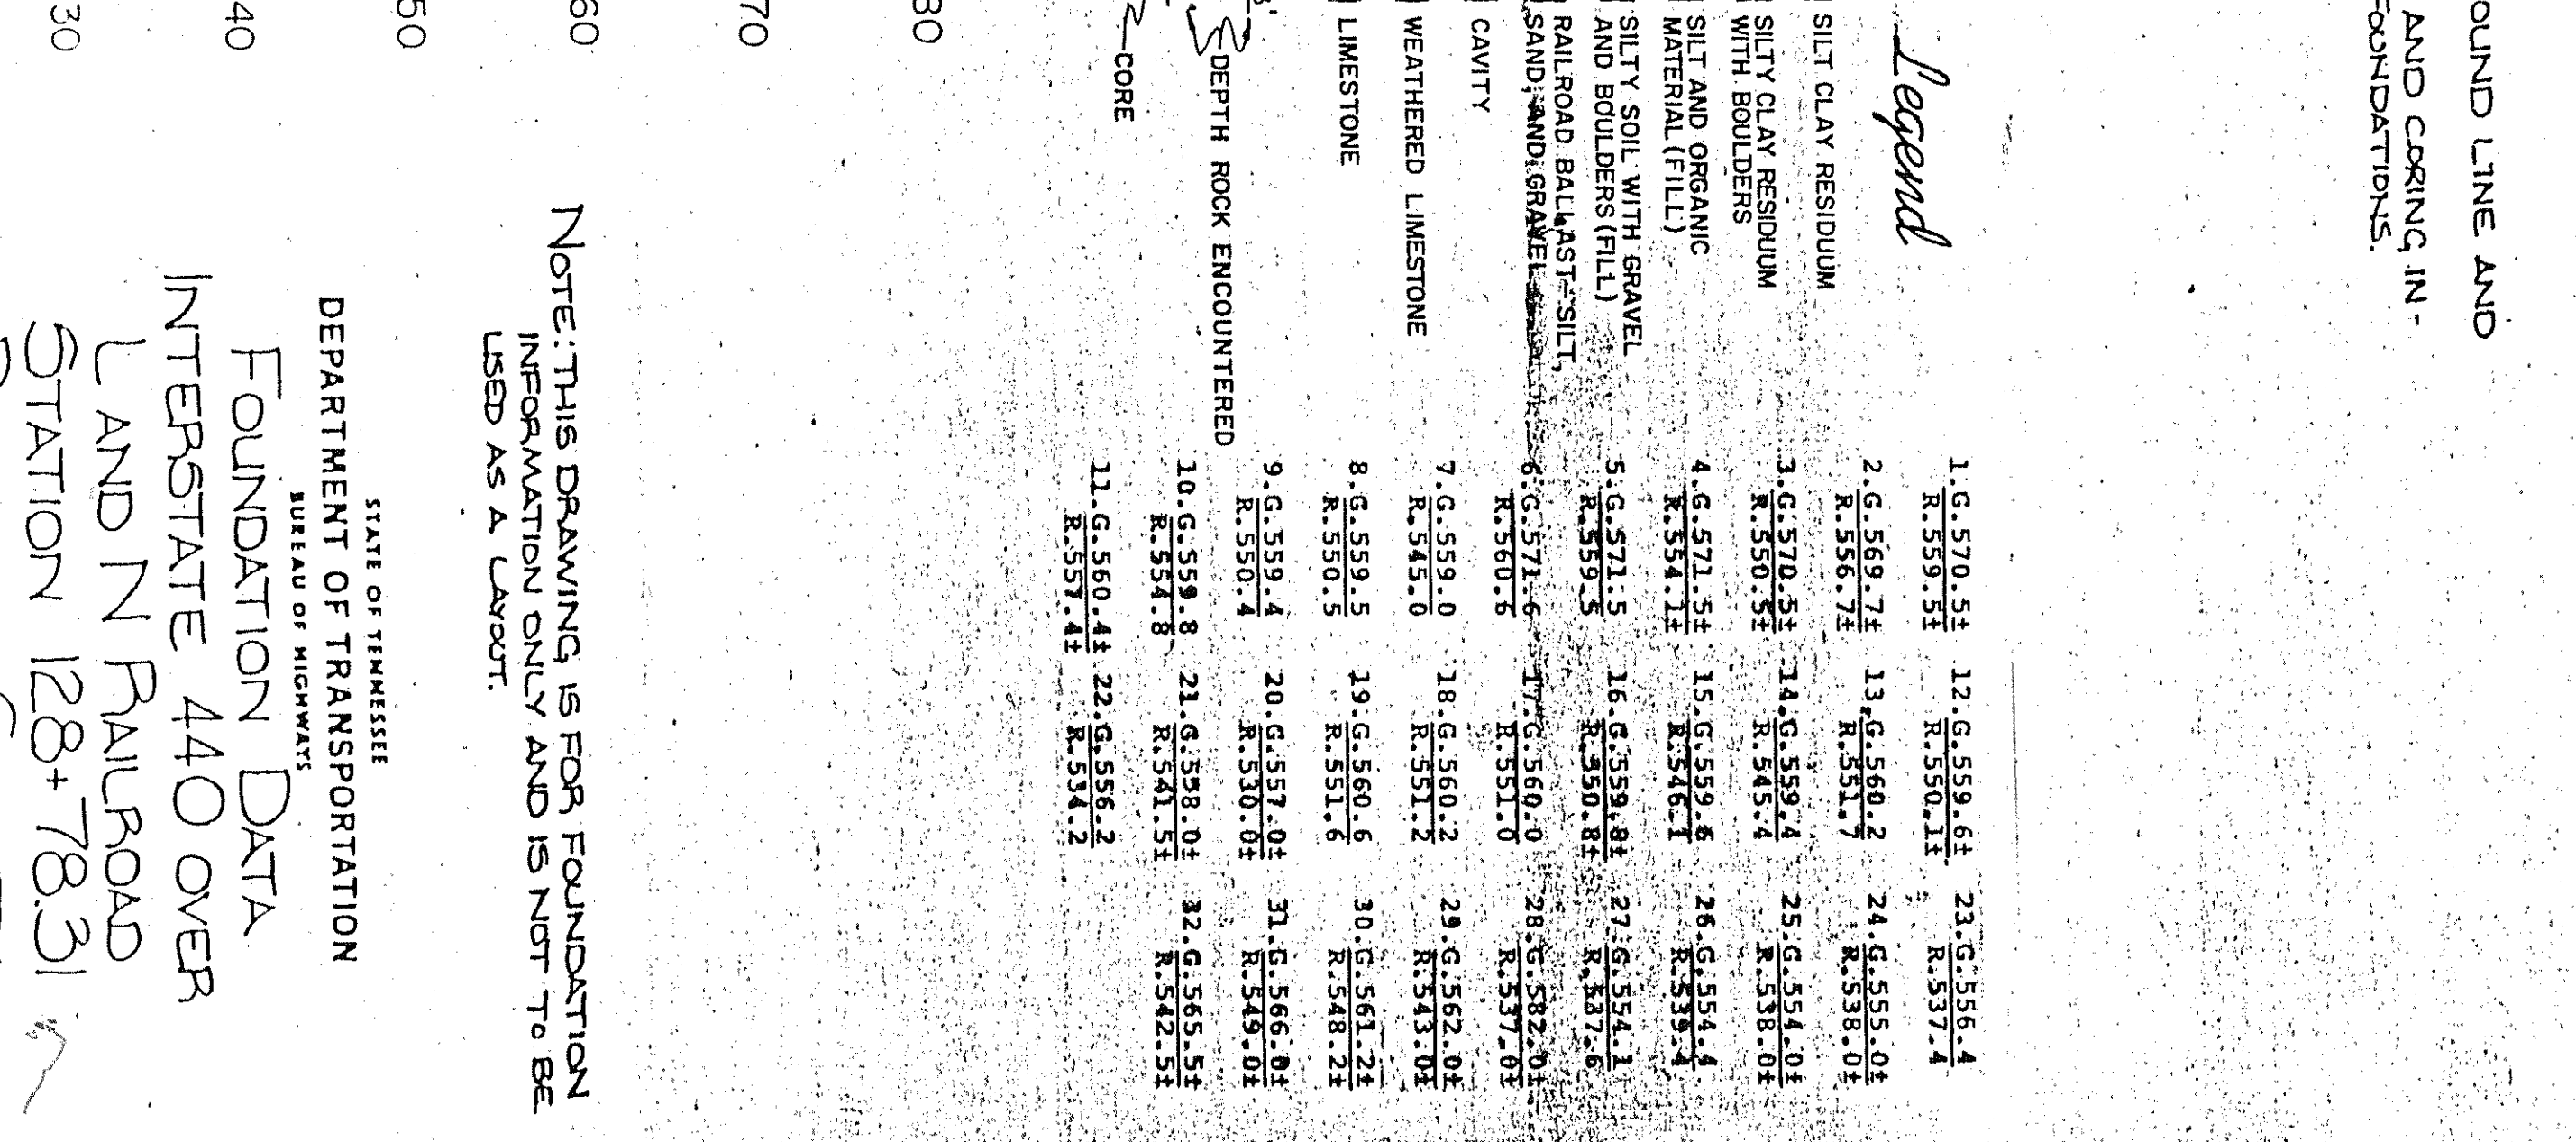 OUND LINE AND
AND CORING IN-
FOUNDATIONS.
Legend
SILT CLAY RESIDUUM
SILTY CLAY RESIDUUM
WITH BOULDERS
SILT AND ORGANIC
MATERIAL (FILL)
SILTY SOIL WITH GRAVEL
AND BOULDERS (FILL)
RAILROAD BALLAST-SILT,
SAND, AND GRAVEL
CAVITY
WEATHERED LIMESTONE
LIMESTONE
DEPTH ROCK ENCOUNTERED
CORE
1.G.570.5± 12.G.559.6± 23.G.556.4
R.559.5± R.550.1± R.537.4
2.G.569.7± 13.G.560.2 24.G.555.0±
R.556.7± R.551.7 R.538.0±
3.G.570.5± 14.G.559.4 25.G.554.0±
R.550.5± R.545.4 R.538.0±
4.G.571.5± 15.G.559.6 26.G.554.4
R.554.1± R.546.1 R.539.4
5.G.571.5 16.G.559.8± 27.G.554.1
R.559.5 R.550.8±
6.G.571.6 17.G.560.0 28.G.582.0±
R.560.6 R.551.0 R.537.0±
7.G.559.0 18.G.560.2 29.G.562.0±
R.545.0 R.551.2 R.543.0±
8.G.559.5 19.G.560.6 30.G.561.2±
R.550.5 R.551.6 R.548.2±
9.G.559.4 20.G.557.0± 31.G.566.0±
R.550.4 R.530.0± R.549.0±
10.G.559.8 21.G.558.0± 32.G.565.5±
R.554.8 R.541.5± R.542.5±
11.G.560.4± 22.G.556.2
R.557.4± R.534.2
80
70
60
50
40
30
NOTE: THIS DRAWING IS FOR FOUNDATION
INFORMATION ONLY AND IS NOT TO BE
USED AS A LAYOUT.
STATE OF TENNESSEE
DEPARTMENT OF TRANSPORTATION
BUREAU OF HIGHWAYS
FOUNDATION DATA
INTERSTATE 440 OVER
L AND N RAILROAD
STATION 128+78.31